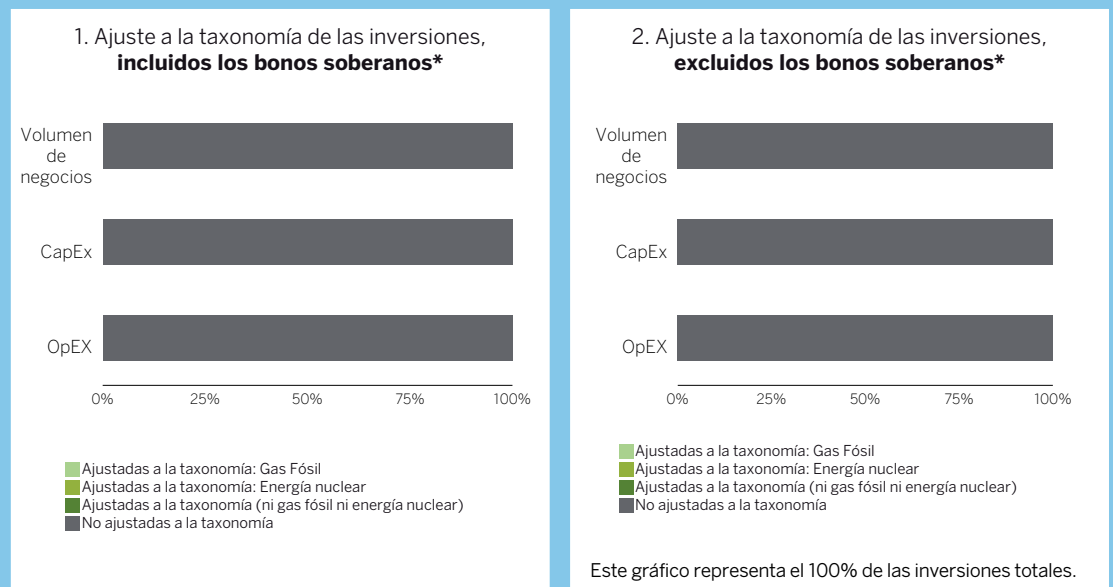 1. Ajuste a la taxonomía de las inversiones,
incluidos los bonos soberanos*
Volumen
de
negocios
CapEx
OpEX
0% 25% 50% 75% 100%
Ajustadas a la taxonomía: Gas Fósil
Ajustadas a la taxonomía: Energía nuclear
Ajustadas a la taxonomía (ni gas fósil ni energía nuclear)
No ajustadas a la taxonomía
2. Ajuste a la taxonomía de las inversiones,
excluidos los bonos soberanos*
Volumen
de
negocios
CapEx
OpEX
0% 25% 50% 75% 100%
Ajustadas a la taxonomía: Gas Fósil
Ajustadas a la taxonomía: Energía nuclear
Ajustadas a la taxonomía (ni gas fósil ni energía nuclear)
No ajustadas a la taxonomía
Este gráfico representa el 100% de las inversiones totales.